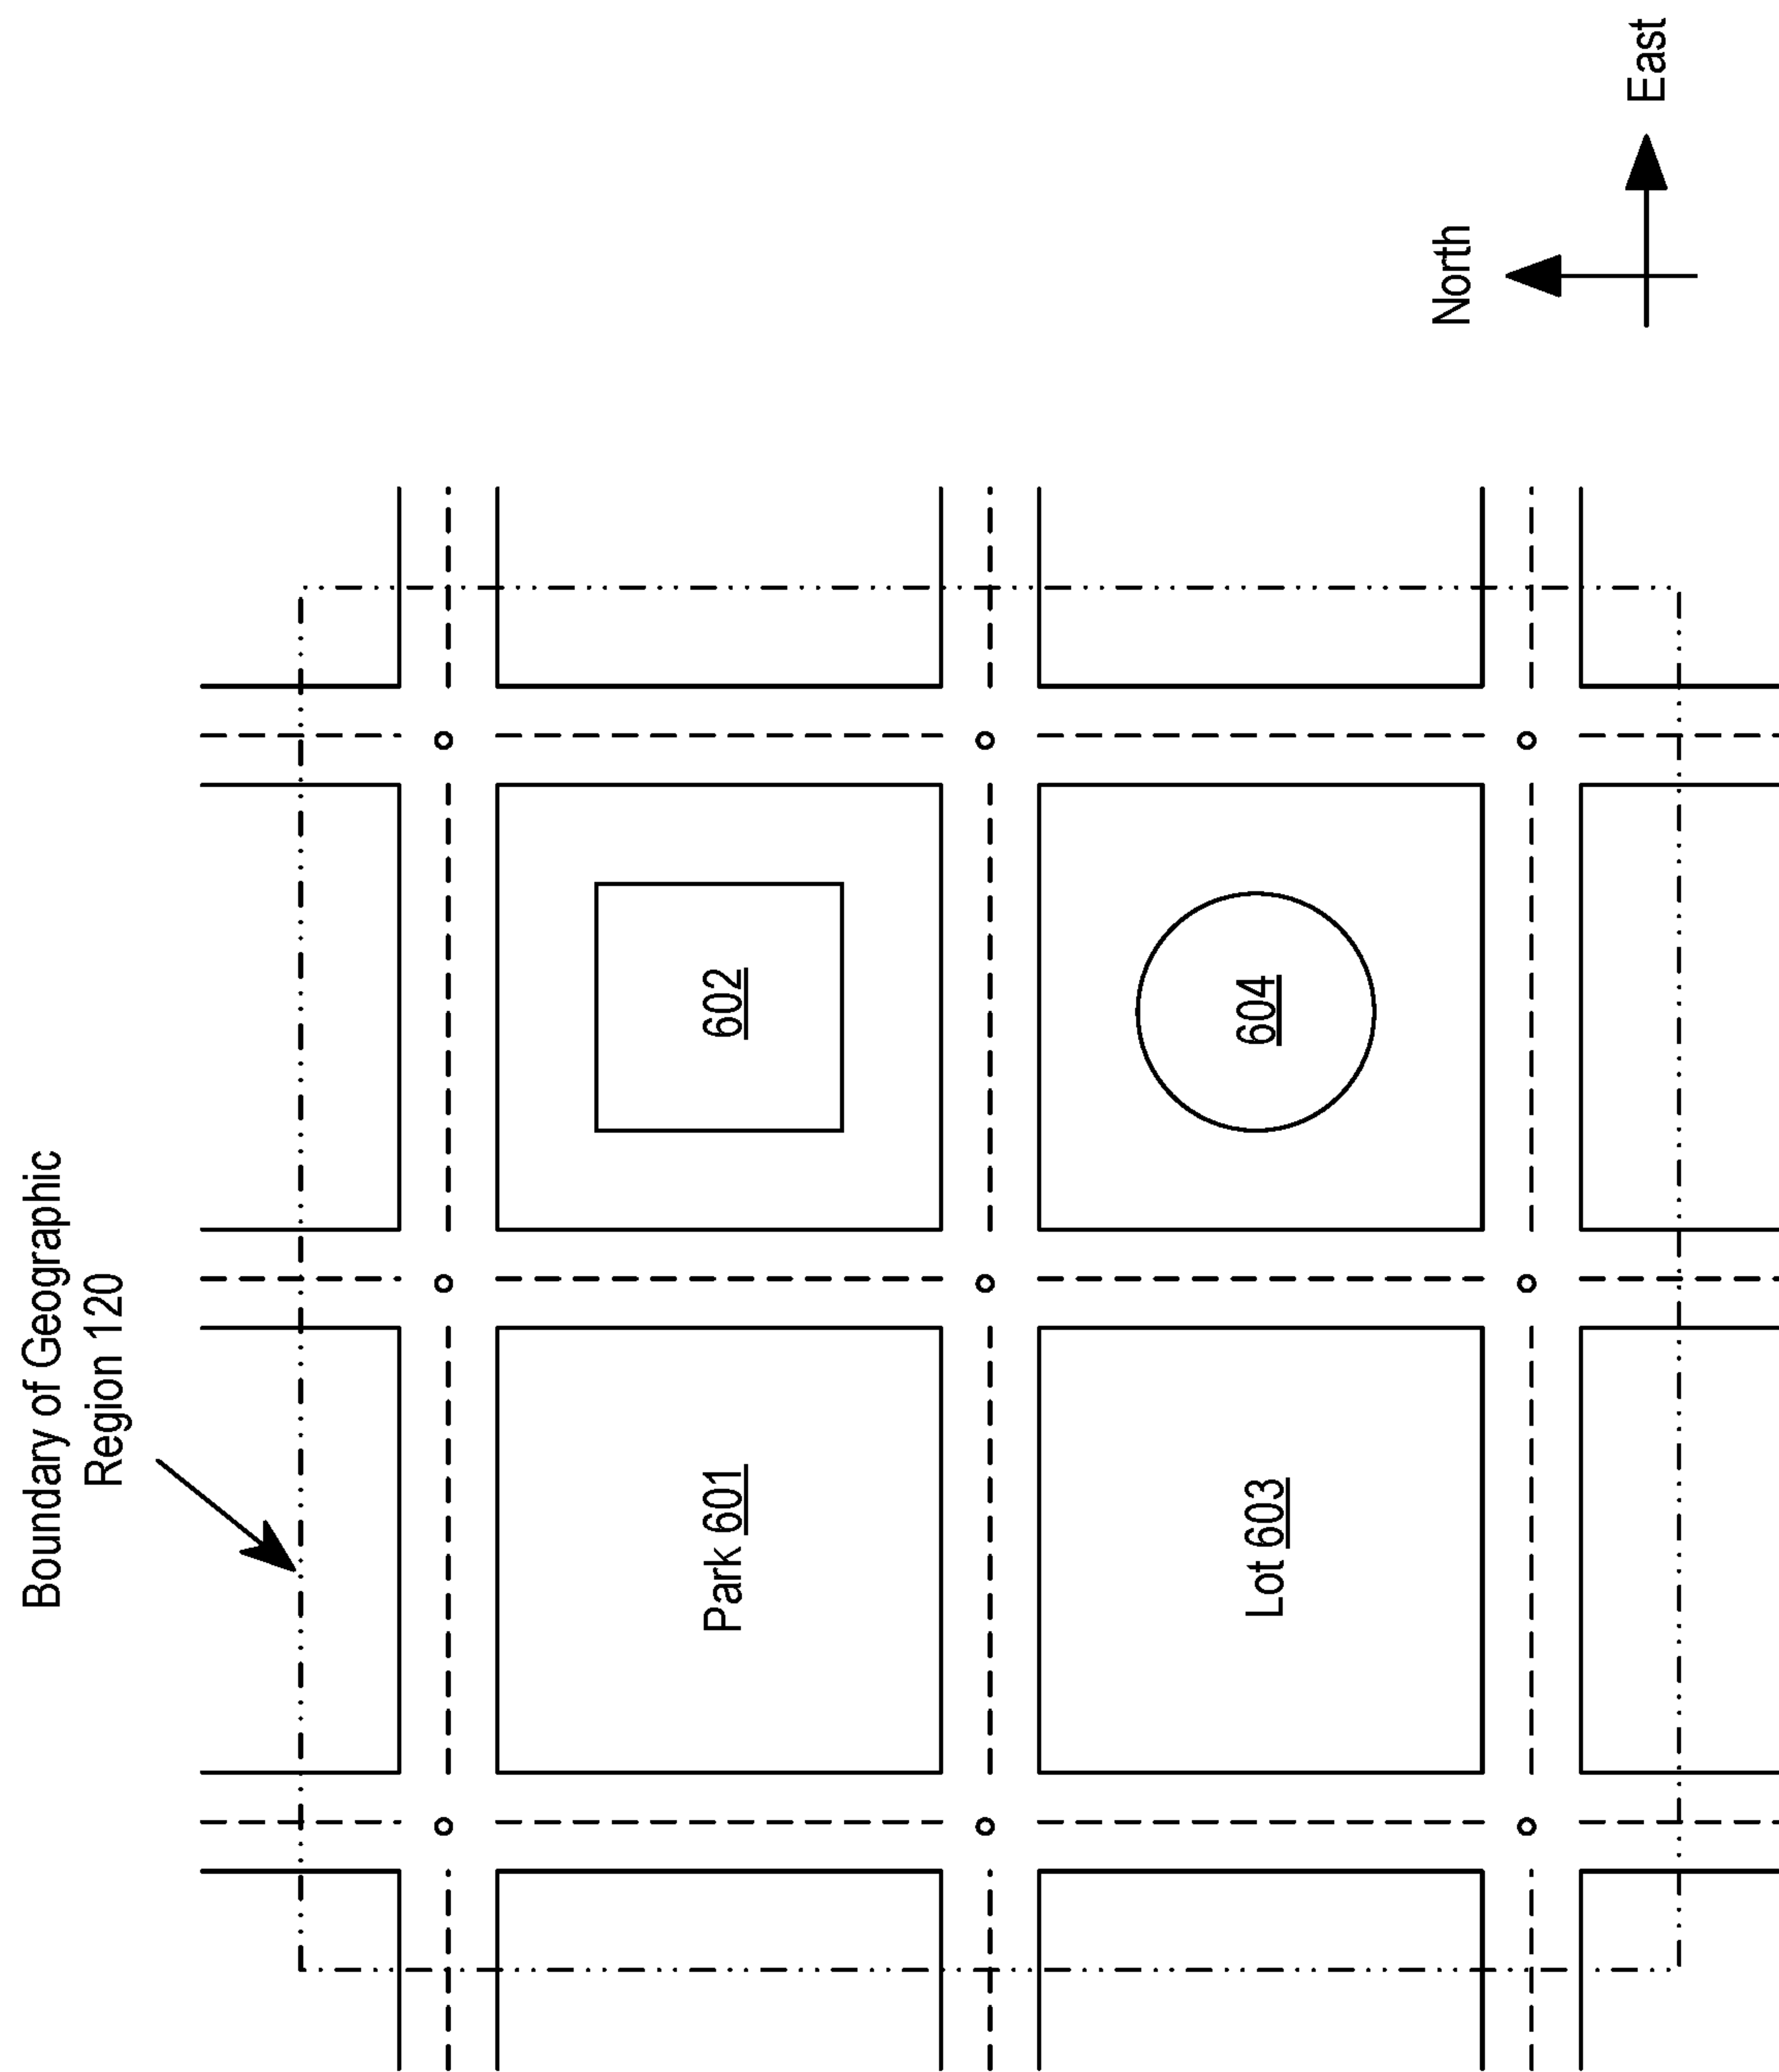 Boundary of Geographic
Region 120
Park 601
602
Lot 603
604
North
East